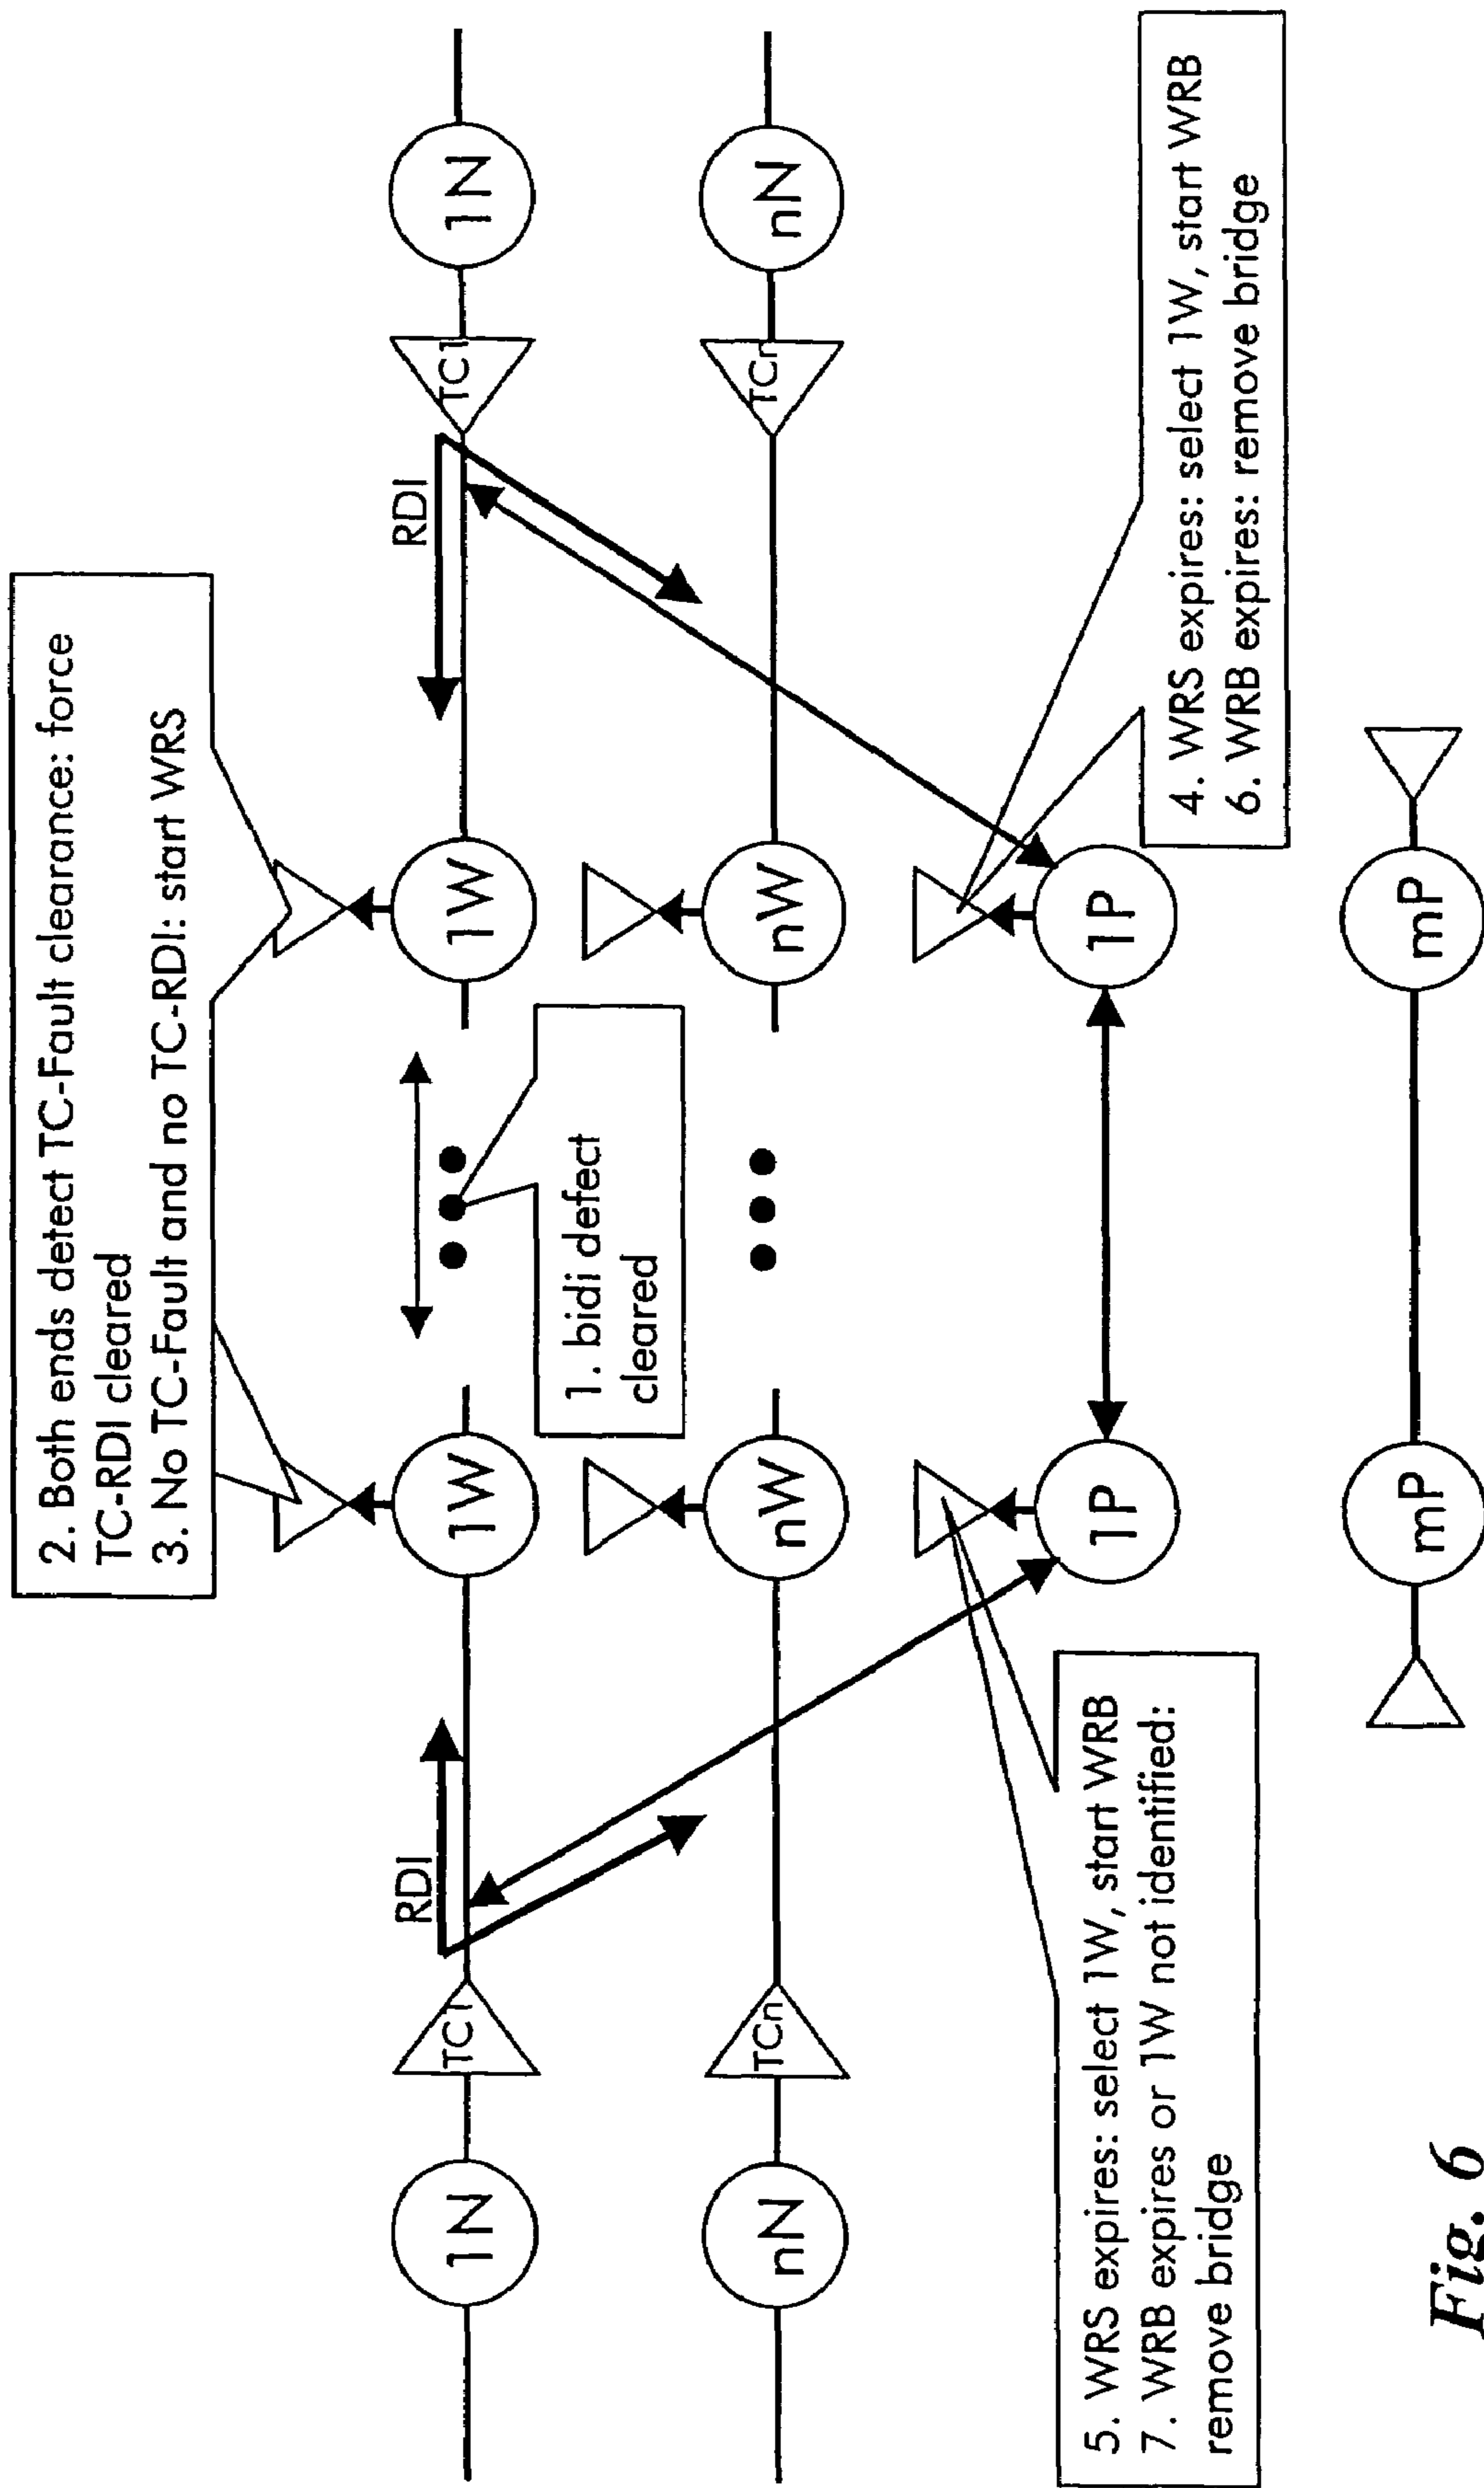 2. Both ends detect TC-Fault clearance: force
TC-RDI cleared
3. No TC-Fault and no TC-RDI: start WRS
RDI
RDI
1N
TC1
1W
1W
TC1
1N
1. bidi defect
cleared
nN
TCn
nW
nW
TCn
nN
1P
1P
5. WRS expires: select 1W, start WRB
7. WRB expires or 1W not identified:
remove bridge
4. WRS expires: select 1W, start WRB
6. WRB expires: remove bridge
mP
mP
Fig. 6